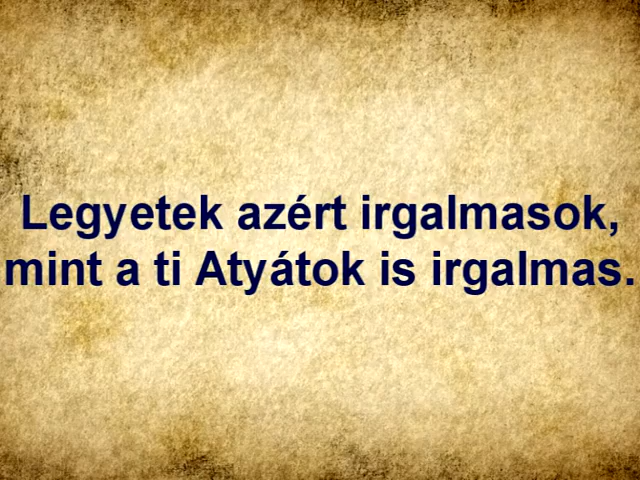 Legyetek azért irgalmasok,
mint a ti Atyátok is irgalmas.